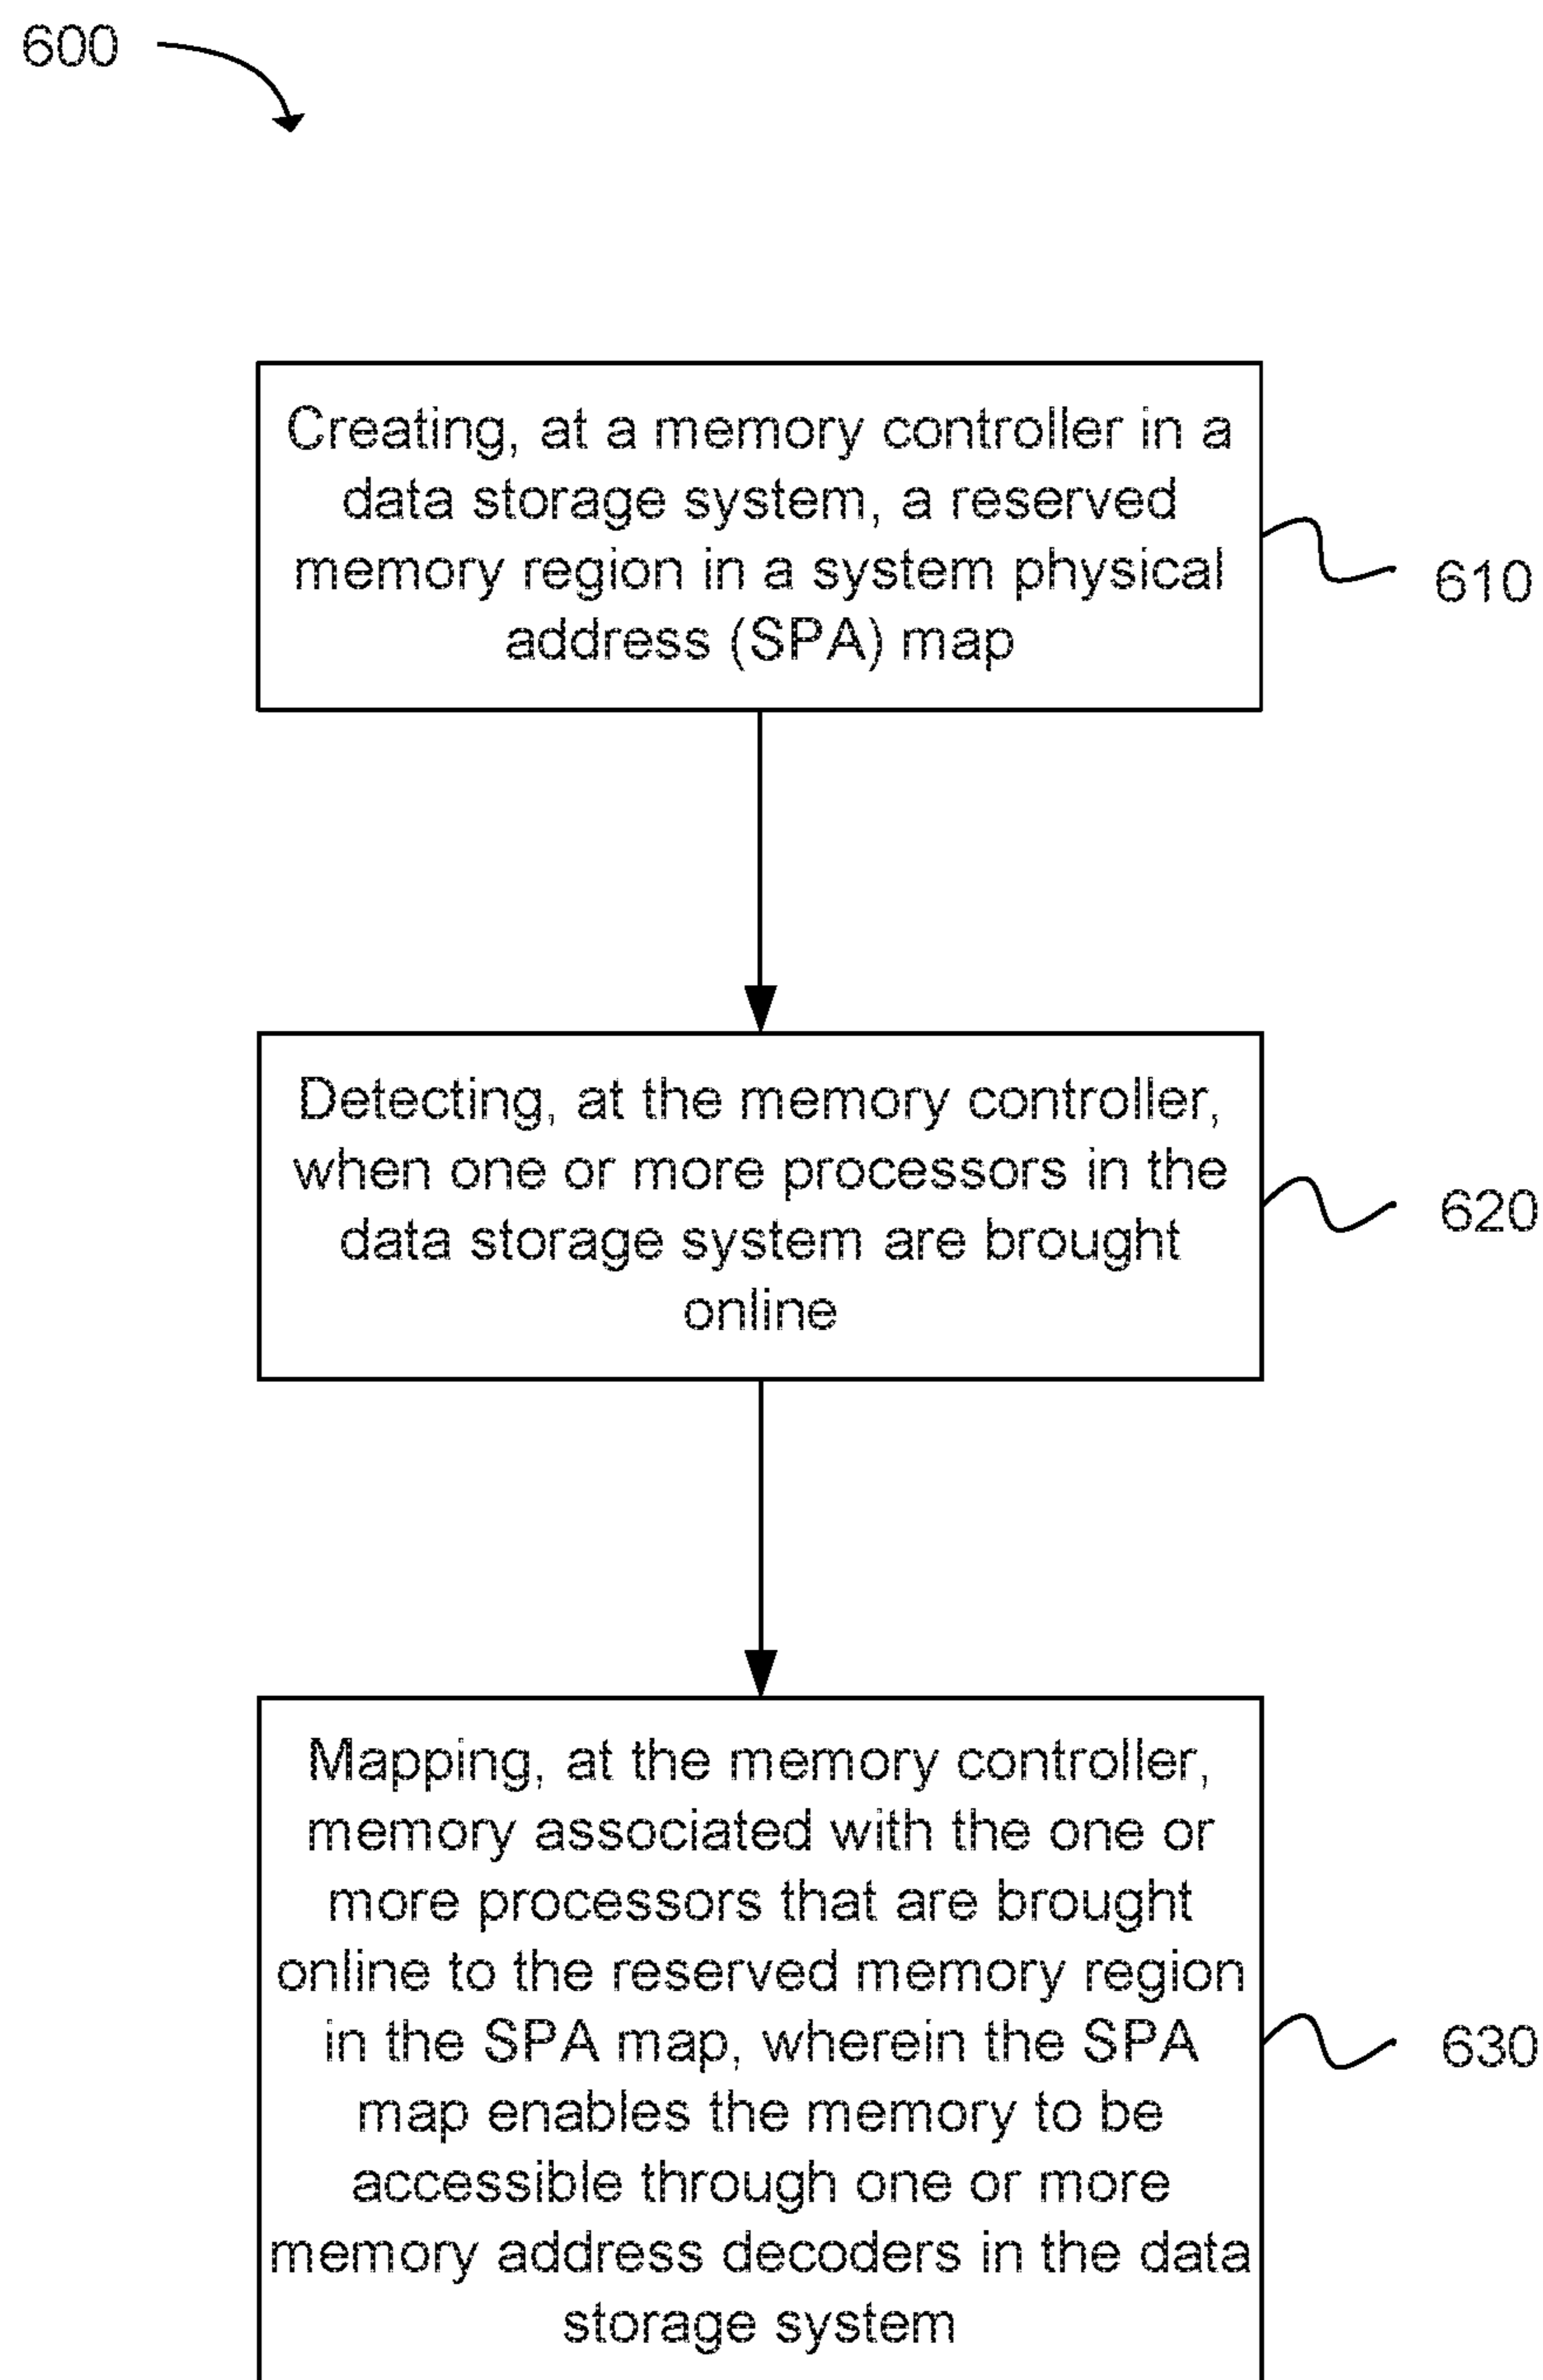 600
Creating, at a memory controller in a
data storage system, a reserved
memory region in a system physical
address (SPA) map
610
Detecting, at the memory controller,
when one or more processors in the
data storage system are brought
online
620
Mapping, at the memory controller,
memory associated with the one or
more processors that are brought
online to the reserved memory region
in the SPA map, wherein the SPA
map enables the memory to be
accessible through one or more
memory address decoders in the data
storage system
630